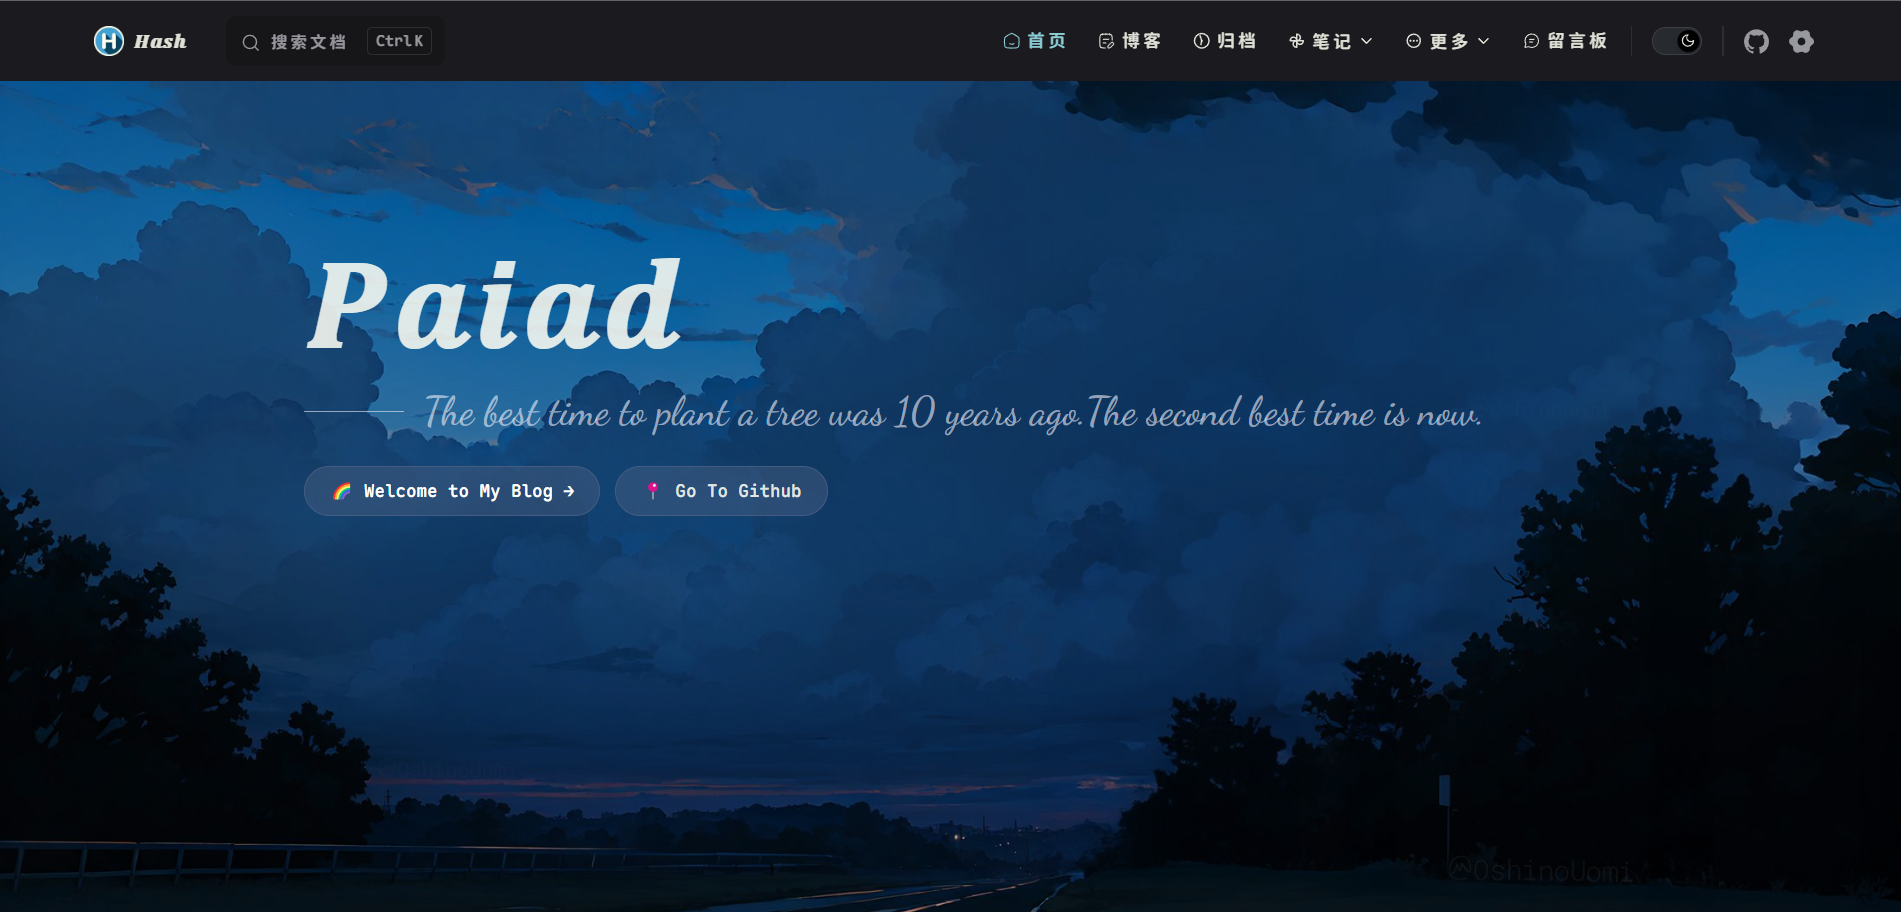 Hash
搜索文档 Ctrl K
首页 博客 归档 笔记 更多 留言板
Paiad
The best time to plant a tree was 10 years ago.The second best time is now.
Welcome to My Blog →
Go To Github
@OshinoUomi